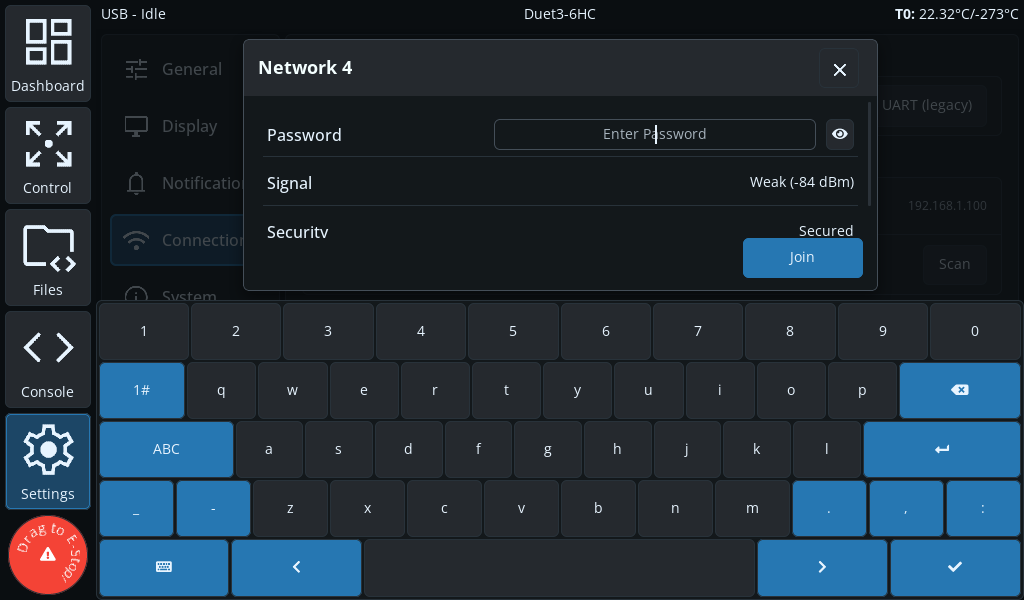 USB - Idle
Duet3-6HC
T0: 22.32°C/-273°C
Dashboard
Control
Files
Console
Settings
Drag to E-Stop!
General
Display
Notification
Connection
System
UART (legacy)
192.168.1.100
Scan
Network 4
Password
Enter Password
Signal
Weak (-84 dBm)
Security
Secured
Join
1 2 3 4 5 6 7 8 9 0
1# q w e r t y u i o p
ABC a s d f g h j k l
_ - z x c v b n m . , :